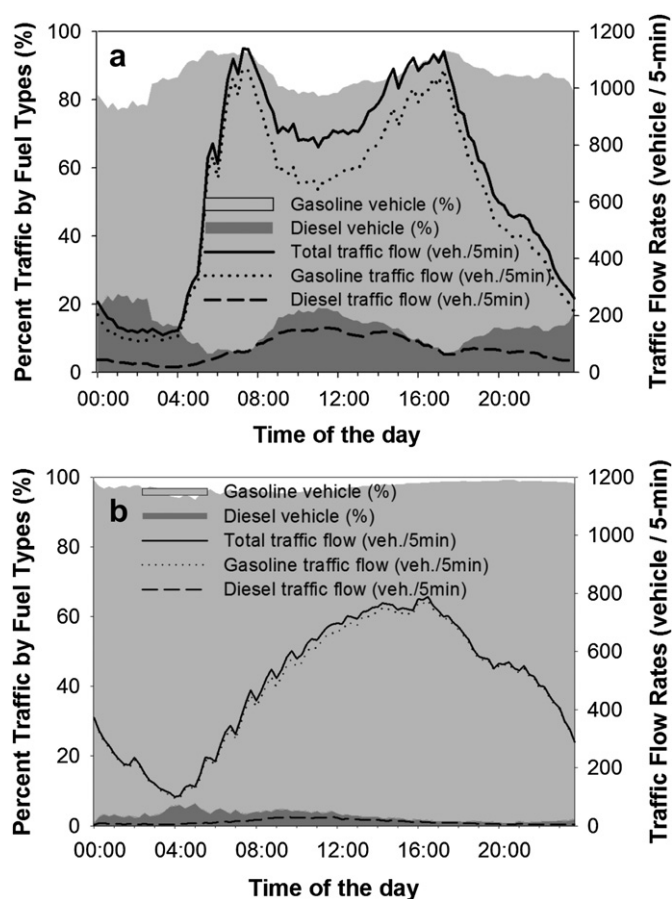 a
Percent Traffic by Fuel Types (%)
100
80
60
40
20
0
1200
1000
800
600
400
200
0
Traffic Flow Rates (vehicle / 5-min)
Gasoline vehicle (%)
Diesel vehicle (%)
Total traffic flow (veh./5min)
Gasoline traffic flow (veh./5min)
Diesel traffic flow (veh./5min)
00:00 04:00 08:00 12:00 16:00 20:00
Time of the day
b
Percent Traffic by Fuel Types (%)
100
80
60
40
20
0
1200
1000
800
600
400
200
0
Traffic Flow Rates (vehicle / 5-min)
Gasoline vehicle (%)
Diesel vehicle (%)
Total traffic flow (veh./5min)
Gasoline traffic flow (veh./5min)
Diesel traffic flow (veh./5min)
00:00 04:00 08:00 12:00 16:00 20:00
Time of the day